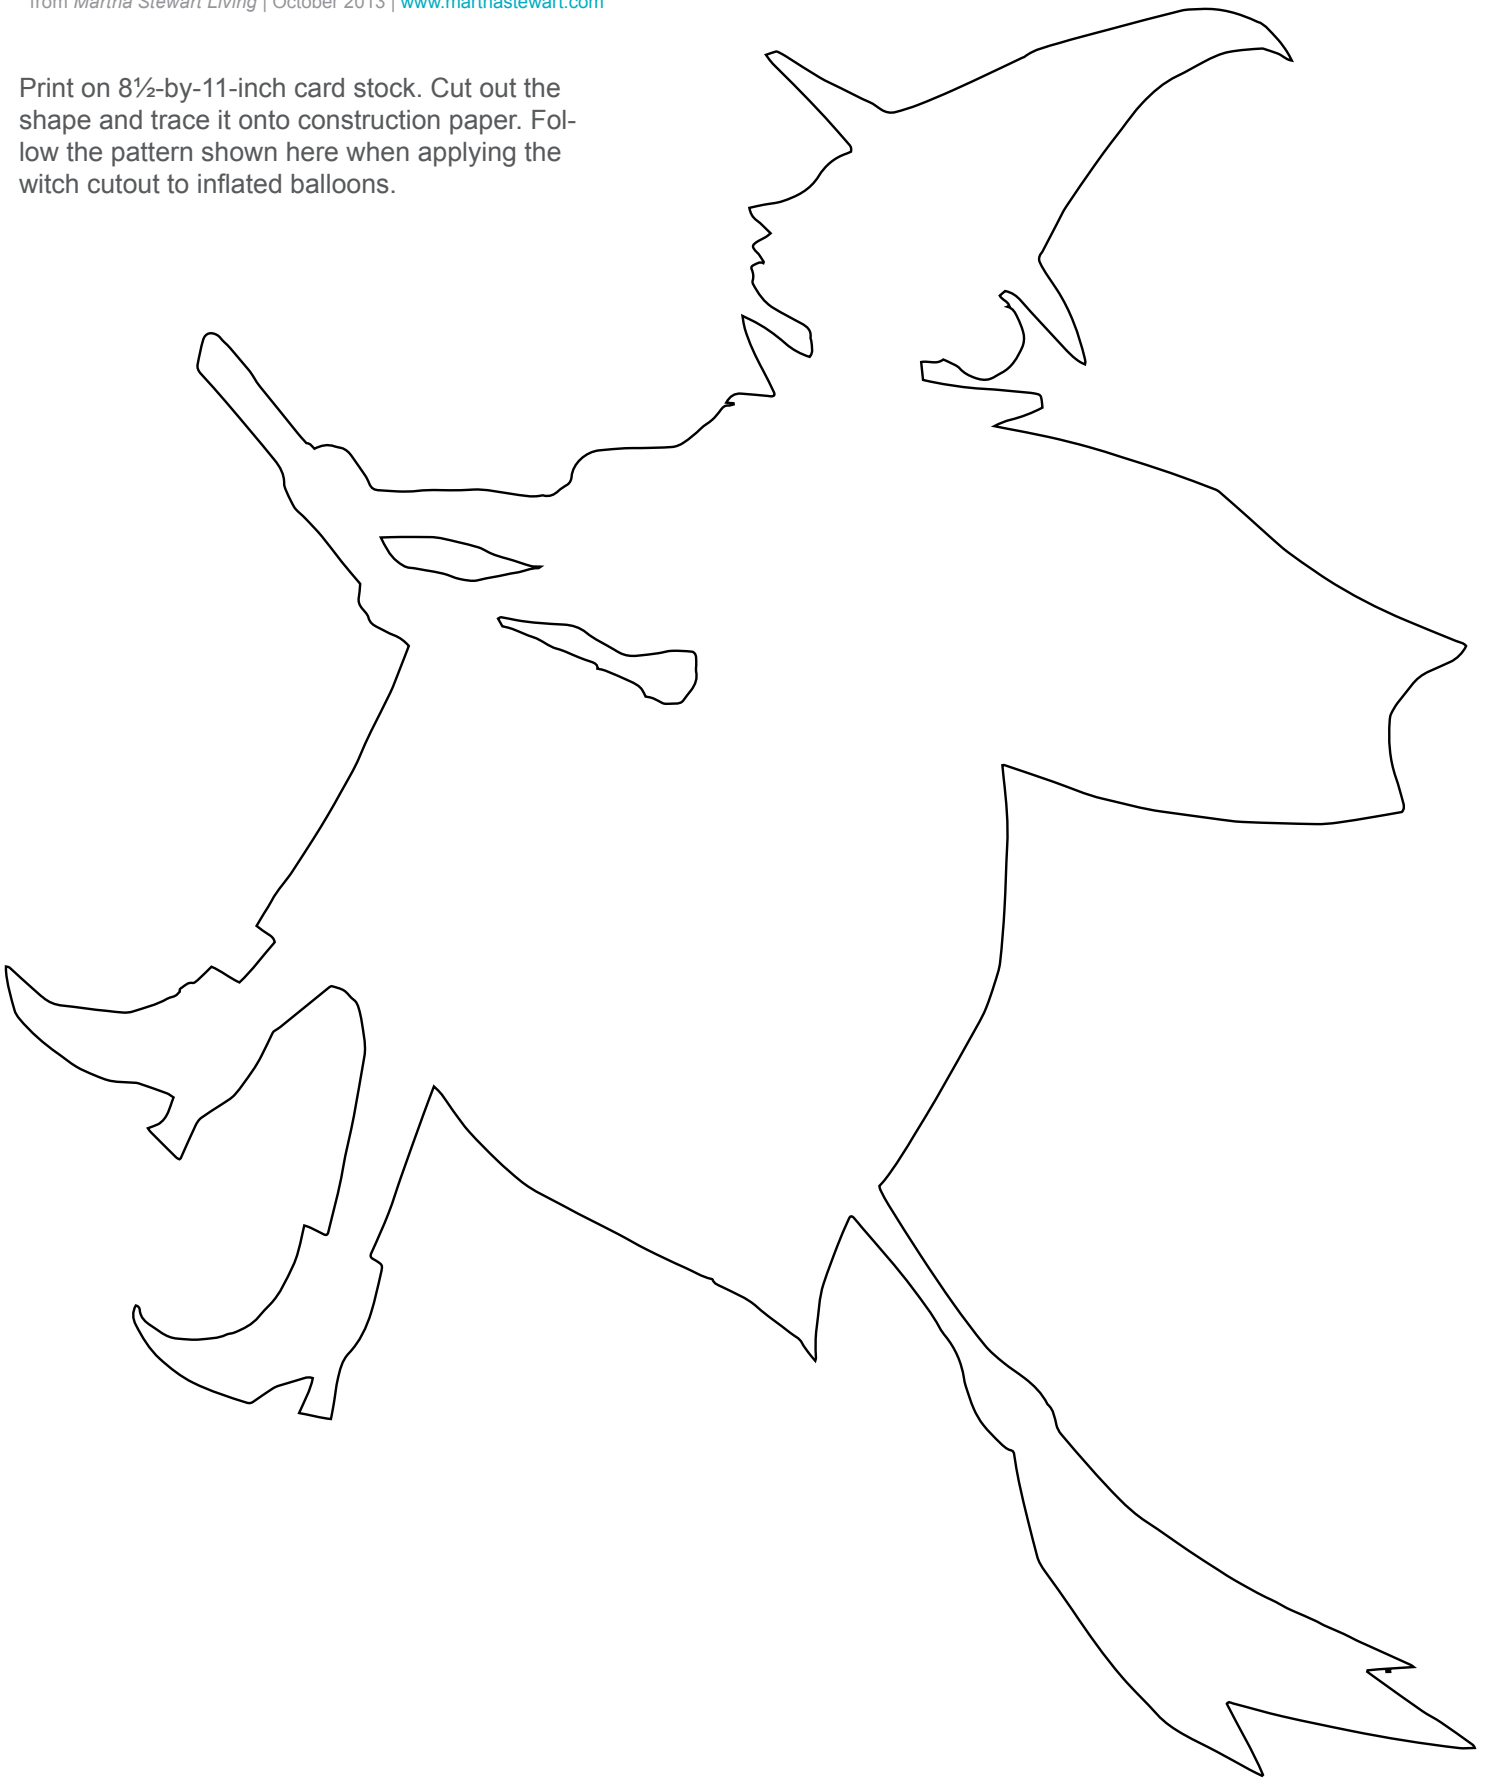 from Martha Stewart Living | October 2013 | www.marthastewart.com
Print on 8½-by-11-inch card stock. Cut out the
shape and trace it onto construction paper. Fol-
low the pattern shown here when applying the
witch cutout to inflated balloons.